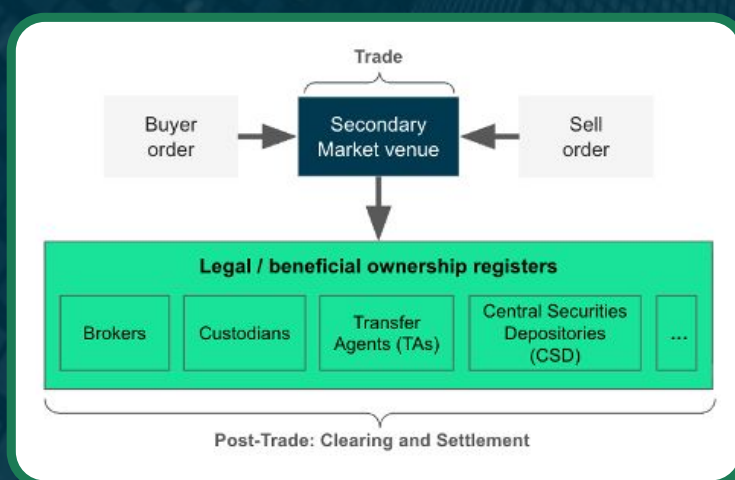 Trade
Buyer
order
Secondary
Market venue
Sell
order
Legal / beneficial ownership registers
Brokers
Custodians
Transfer
Agents (TAs)
Central Securities
Depositories
(CSD)
...
Post-Trade: Clearing and Settlement